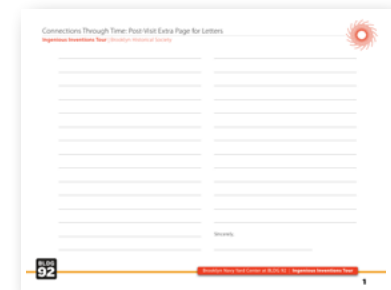 Connections Through Time: Post-Visit Extra Page for Letters
Ingenious Inventions Tour | Brooklyn Historical Society
Sincerely,
BLDG
92
Brooklyn Navy Yard Center at BLDG 92 | Ingenious Inventions Tour
1